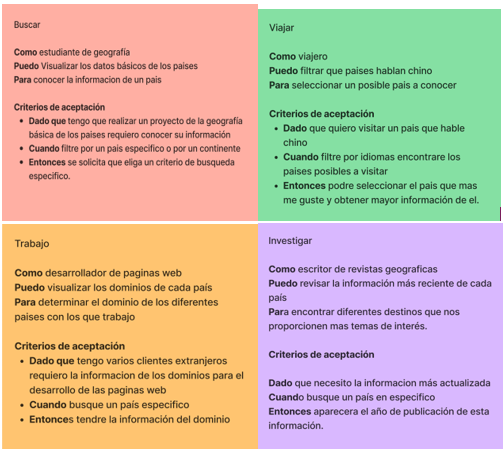 Buscar
Como estudiante de geografía
Puedo Visualizar los datos básicos de los paises
Para conocer la informacion de un pais
Criterios de aceptación
Dado que tengo que realizar un proyecto de la geografía
básica de los paises requiero conocer su información
Cuando filtre por un pais especifico o por un continente
Entonces se solicita que eliga un criterio de busqueda
especifico.
Viajar
Como viajero
Puedo filtrar que paises hablan chino
Para seleccionar un posible pais a conocer
Criterios de aceptación
Dado que quiero visitar un pais que hable
chino
Cuando filtre por idiomas encontrare los
paises posibles a visitar
Entonces podre seleccionar el pais que mas
me guste y obtener mayor información de el.
Trabajo
Como desarrollador de paginas web
Puedo visualizar los dominios de cada país
Para determinar el dominio de los diferentes
paises con los que trabajo
Criterios de aceptación
Dado que tengo varios clientes extranjeros
requiero la informacion de los dominios para el
desarrollo de las paginas web
Cuando busque un país especifico
Entonces tendre la información del dominio
Investigar
Como escritor de revistas geograficas
Puedo revisar la información más reciente de cada
país
Para encontrar diferentes destinos que nos
proporcionen mas temas de interés.
Criterios de aceptación
Dado que necesito la informacion más actualizada
Cuando busque un país en especifico
Entonces aparecera el año de publicación de esta
información.